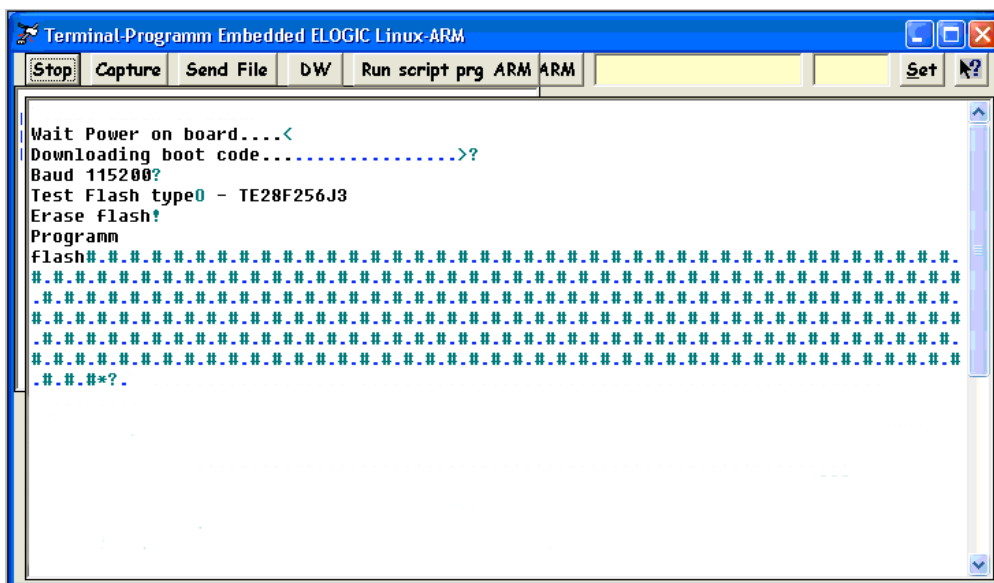 Terminal-Programm Embedded ELOGIC Linux-ARM
Stop Capture Send File DW Run script prg ARM ARM Set
Wait Power on board....<
Downloading boot code..................>?
Baud 115200?
Test Flash typeO - TE28F256J3
Erase flash!
Programm
flash#.#.#.#.#.#.#.#.#.#.#.#.#.#.#.#.#.#.#.#.#.#.#.#.#.#.#.#.#.#.#.#.#.#.#.#.#.#.#.#.
#.#.#.#.#.#.#.#.#.#.#.#.#.#.#.#.#.#.#.#.#.#.#.#.#.#.#.#.#.#.#.#.#.#.#.#.#.#.#.#.#.#.#
.#.#.#.#.#.#.#.#.#.#.#.#.#.#.#.#.#.#.#.#.#.#.#.#.#.#.#.#.#.#.#.#.#.#.#.#.#.#.#.#.#.#.
#.#.#.#.#.#.#.#.#.#.#.#.#.#.#.#.#.#.#.#.#.#.#.#.#.#.#.#.#.#.#.#.#.#.#.#.#.#.#.#.#.#.#
.#.#.#.#.#.#.#.#.#.#.#.#.#.#.#.#.#.#.#.#.#.#.#.#.#.#.#.#.#.#.#.#.#.#.#.#.#.#.#.#.#.#.
#.#.#.#.#.#.#.#.#.#.#.#.#.#.#.#.#.#.#.#.#.#.#.#.#.#.#.#.#.#.#.#.#.#.#.#.#.#.#.#.#.#.#
.#.#.#*?.